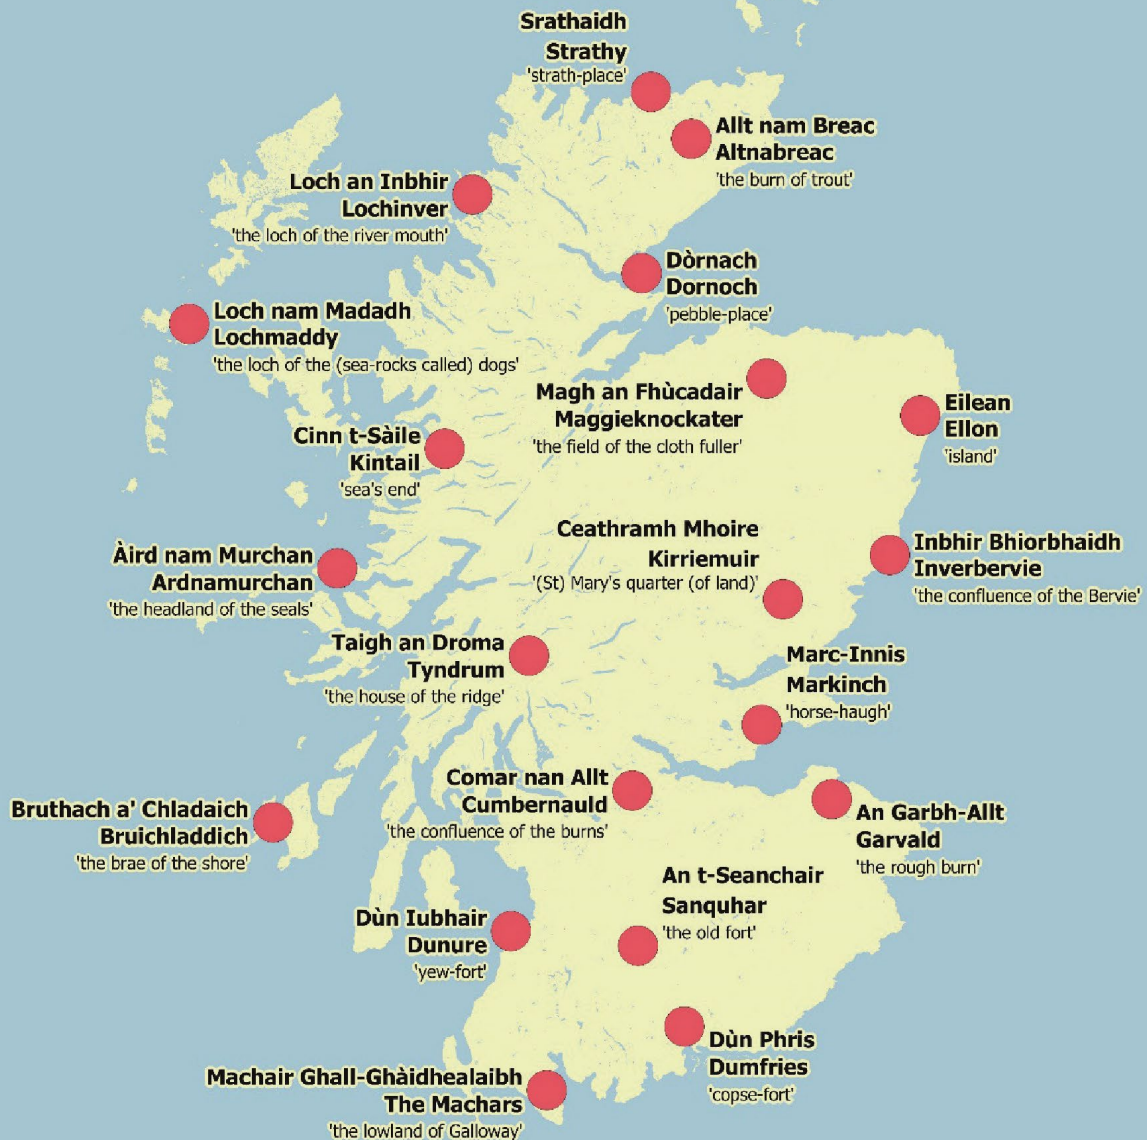 Srathaidh
Strathy
'strath-place'
Allt nam Breac
Altnabreac
'the burn of trout'
Loch an Inbhir
Lochinver
'the loch of the river mouth'
Dòrnach
Dornoch
'pebble-place'
Loch nam Madadh
Lochmaddy
'the loch of the (sea-rocks called) dogs'
Magh an Fhùcadair
Maggieknockater
'the field of the cloth fuller'
Eilean
Ellon
'island'
Cinn t-Sàile
Kintail
'sea's end'
Ceathramh Mhoire
Kirriemuir
'(St) Mary's quarter (of land)'
Inbhir Bhiorbhaidh
Inverbervie
'the confluence of the Bervie'
Àird nam Murchan
Ardnamurchan
'the headland of the seals'
Taigh an Droma
Tyndrum
'the house of the ridge'
Marc-Innis
Markinch
'horse-haugh'
Comar nan Allt
Cumbernauld
'the confluence of the burns'
Bruthach a' Chladaich
Bruichladdich
'the brae of the shore'
An Garbh-Allt
Garvald
'the rough burn'
An t-Seanchair
Sanquhar
'the old fort'
Dùn Iubhair
Dunure
'yew-fort'
Dùn Phris
Dumfries
'copse-fort'
Machair Ghall-Ghàidhealaibh
The Machars
'the lowland of Galloway'